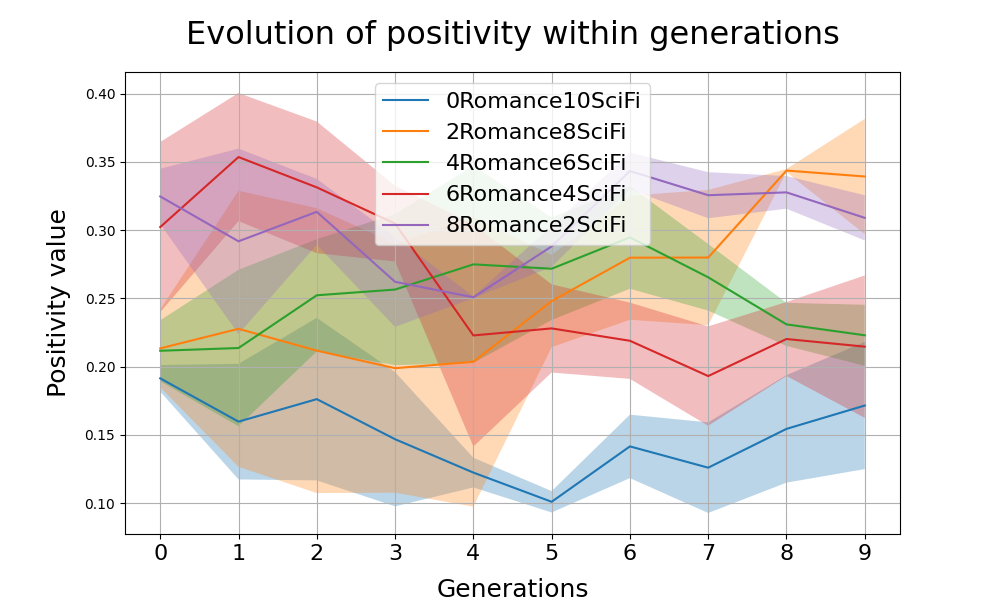 Evolution of positivity within generations
Positivity value
0.40
0.35
0.30
0.25
0.20
0.15
0.10
0Romance10SciFi
2Romance8SciFi
4Romance6SciFi
6Romance4SciFi
8Romance2SciFi
0 1 2 3 4 5 6 7 8 9
Generations